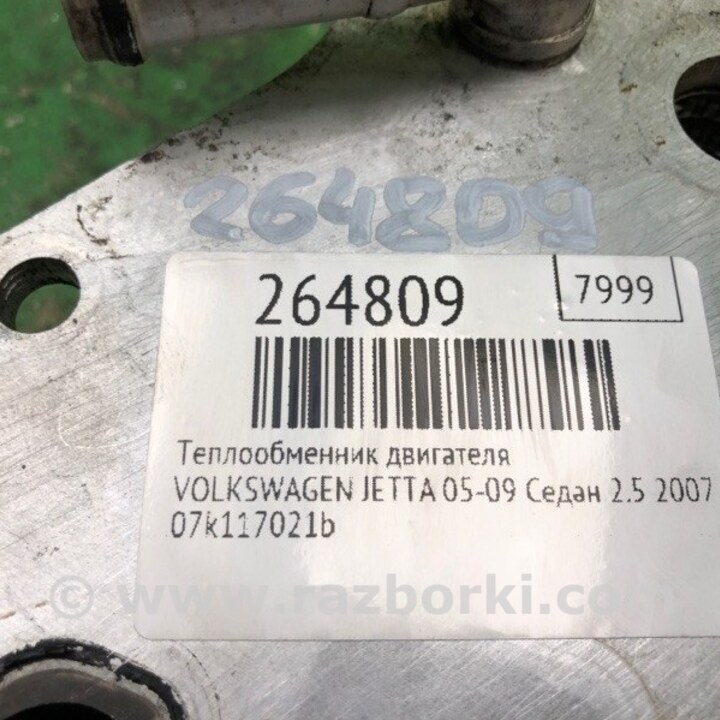 264809
264809
7999
Теплообменник двигателя
VOLKSWAGEN JETTA 05-09 Седан 2.5 2007
07k117021b
© www.razborki.com